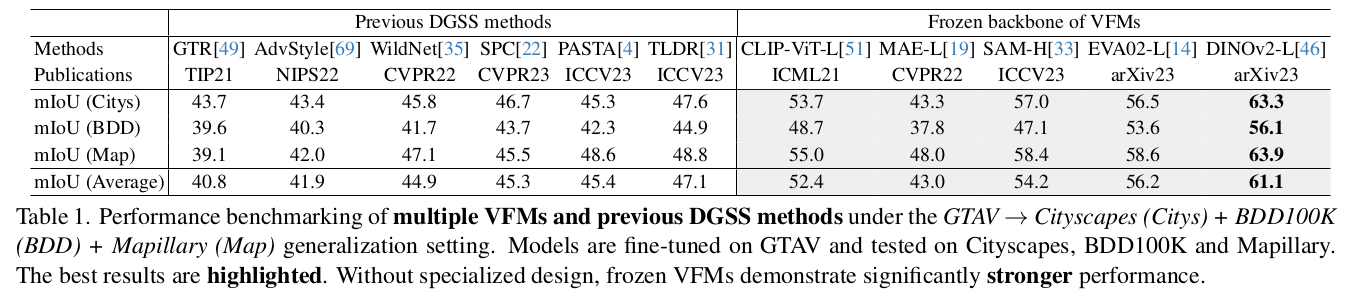 Previous DGSS methods Frozen backbone of VFMs
Methods GTR[49] AdvStyle[69] WildNet[35] SPC[22] PASTA[4] TLDR[31] CLIP-ViT-L[51] MAE-L[19] SAM-H[33] EVA02-L[14] DINOv2-L[46]
Publications TIP21 NIPS22 CVPR22 CVPR23 ICCV23 ICCV23 ICML21 CVPR22 ICCV23 arXiv23 arXiv23
mIoU (Citys) 43.7 43.4 45.8 46.7 45.3 47.6 53.7 43.3 57.0 56.5 63.3
mIoU (BDD) 39.6 40.3 41.7 43.7 42.3 44.9 48.7 37.8 47.1 53.6 56.1
mIoU (Map) 39.1 42.0 47.1 45.5 48.6 48.8 55.0 48.0 58.4 58.6 63.9
mIoU (Average) 40.8 41.9 44.9 45.3 45.4 47.1 52.4 43.0 54.2 56.2 61.1
Table 1. Performance benchmarking of multiple VFMs and previous DGSS methods under the GTAV → Cityscapes (Citys) + BDD100K
(BDD) + Mapillary (Map) generalization setting. Models are fine-tuned on GTAV and tested on Cityscapes, BDD100K and Mapillary.
The best results are highlighted. Without specialized design, frozen VFMs demonstrate significantly stronger performance.